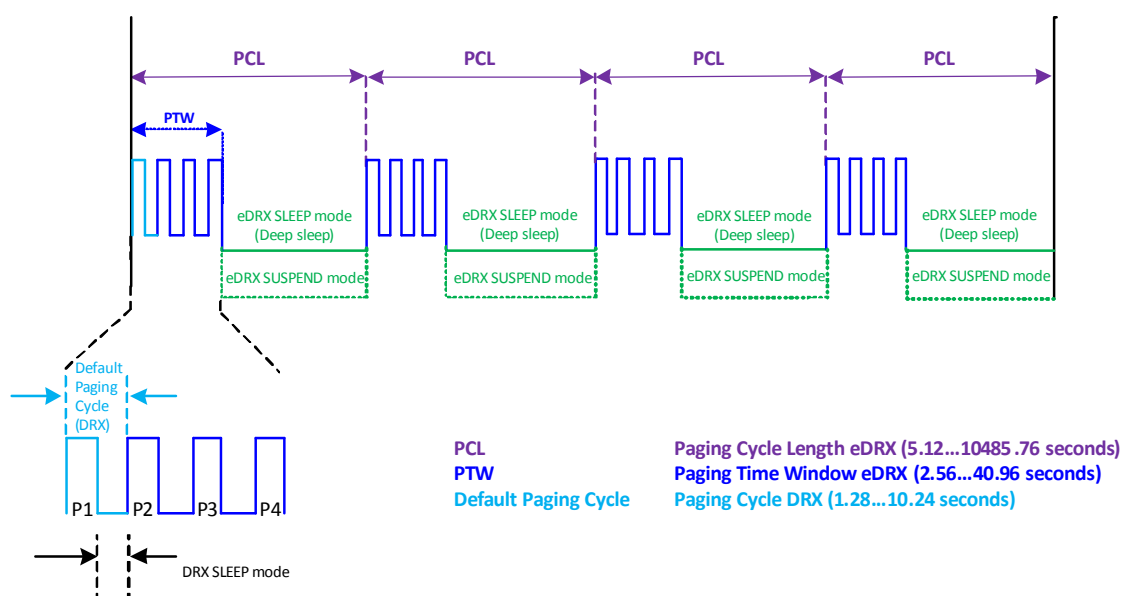 PCL PCL PCL PCL
PTW
eDRX SLEEP mode
(Deep sleep)
eDRX SLEEP mode
(Deep sleep)
eDRX SLEEP mode
(Deep sleep)
eDRX SLEEP mode
(Deep sleep)
eDRX SUSPEND mode
eDRX SUSPEND mode
eDRX SUSPEND mode
eDRX SUSPEND mode
Default
Paging
Cycle
(DRX)
P1 P2 P3 P4
DRX SLEEP mode
PCL Paging Cycle Length eDRX (5.12...10485.76 seconds)
PTW Paging Time Window eDRX (2.56...40.96 seconds)
Default Paging Cycle Paging Cycle DRX (1.28...10.24 seconds)